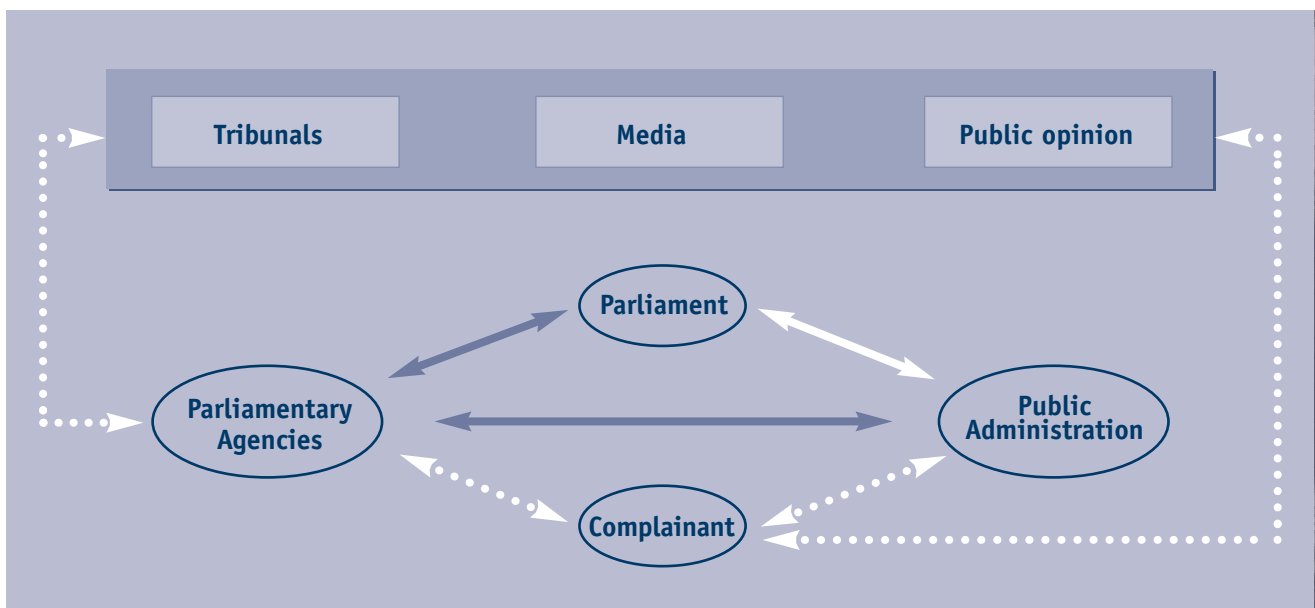 Tribunals
Media
Public opinion
Parliament
Parliamentary
Agencies
Public
Administration
Complainant